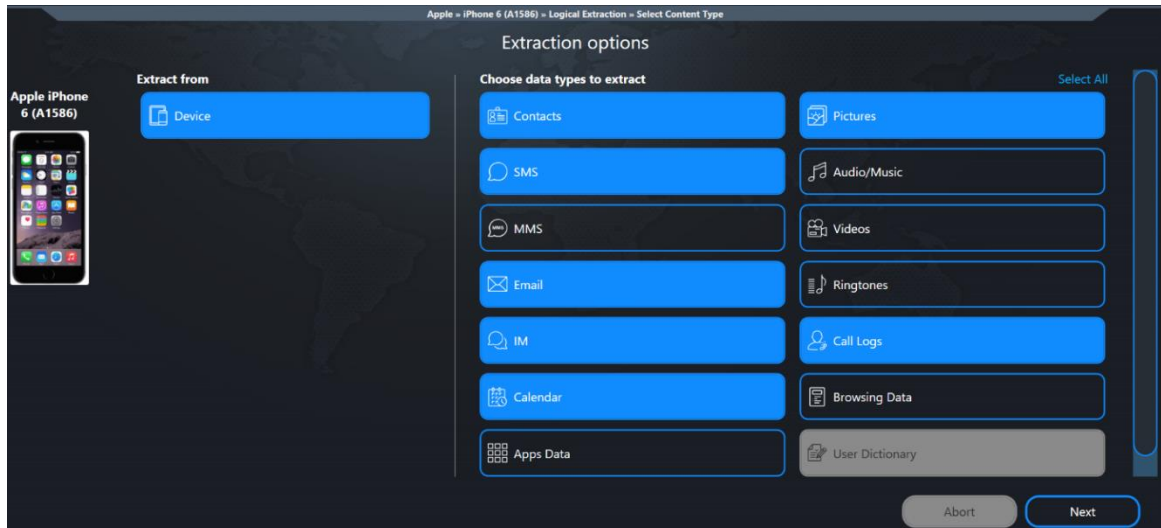 Apple » iPhone 6 (A1586) » Logical Extraction » Select Content Type
Extraction options
Apple iPhone
6 (A1586)
Extract from
Device
Choose data types to extract
Select All
Contacts
Pictures
SMS
Audio/Music
MMS
Videos
Email
Ringtones
IM
Call Logs
Calendar
Browsing Data
Apps Data
User Dictionary
Abort
Next